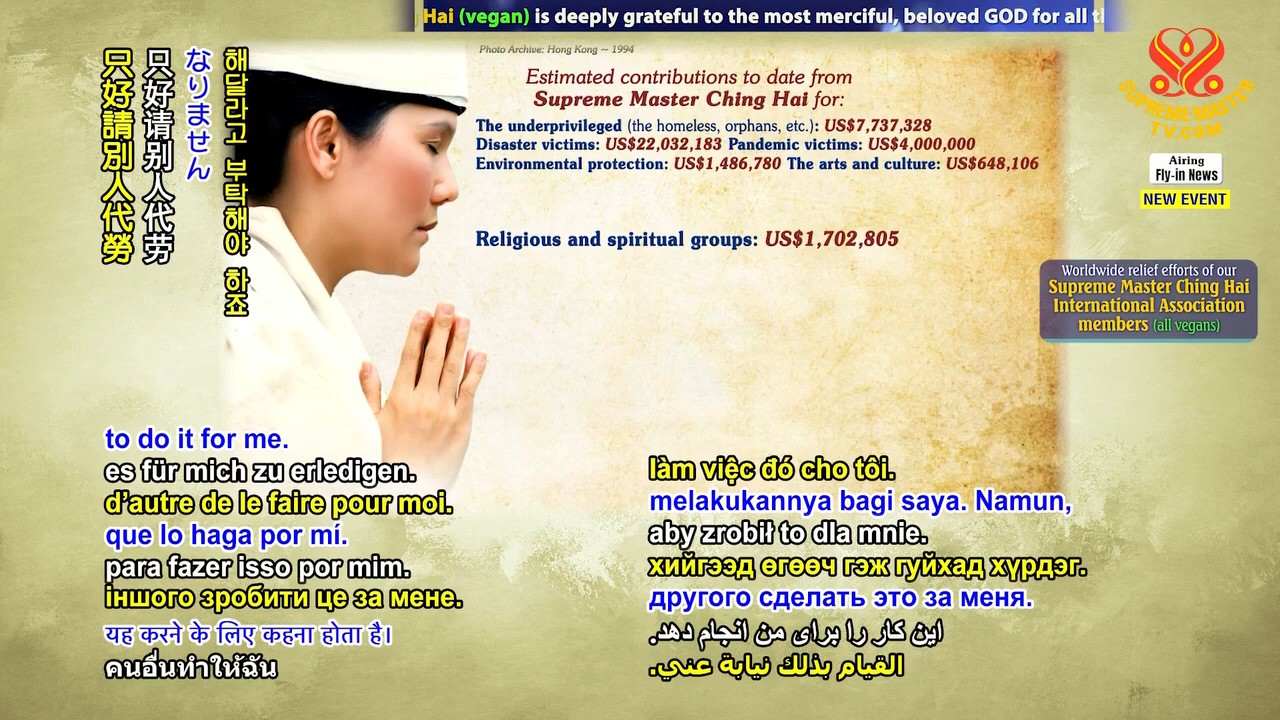 Hai (vegan) is deeply grateful to the most merciful, beloved GOD for all
Photo Archive: Hong Kong ~ 1994
Estimated contributions to date from
Supreme Master Ching Hai for:
The underprivileged (the homeless, orphans, etc.): US$7,737,328
Disaster victims: US$22,032,183 Pandemic victims: US$4,000,000
Environmental protection: US$1,486,780 The arts and culture: US$648,106
Religious and spiritual groups: US$1,702,805
SUPREME MASTER
TV.COM
Airing
Fly-in News
NEW EVENT
Worldwide relief efforts of our
Supreme Master Ching Hai
International Association
members (all vegans)
해달라고 부탁해야 하죠
なりません
只好请别人代劳
只好請別人代勞
to do it for me.
es für mich zu erledigen.
d’autre de le faire pour moi.
que lo haga por mí.
para fazer isso por mim.
іншого зробити це за мене.
यह करने के लिए कहना होता है।
คนอื่นทำให้ฉัน
làm việc đó cho tôi.
melakukannya bagi saya. Namun,
aby zrobił to dla mnie.
хийгээд өгөөч гэж гуйхад хүрдэг.
другого сделать это за меня.
این کار را برای من انجام دهد.
القيام بذلك نيابة عني.